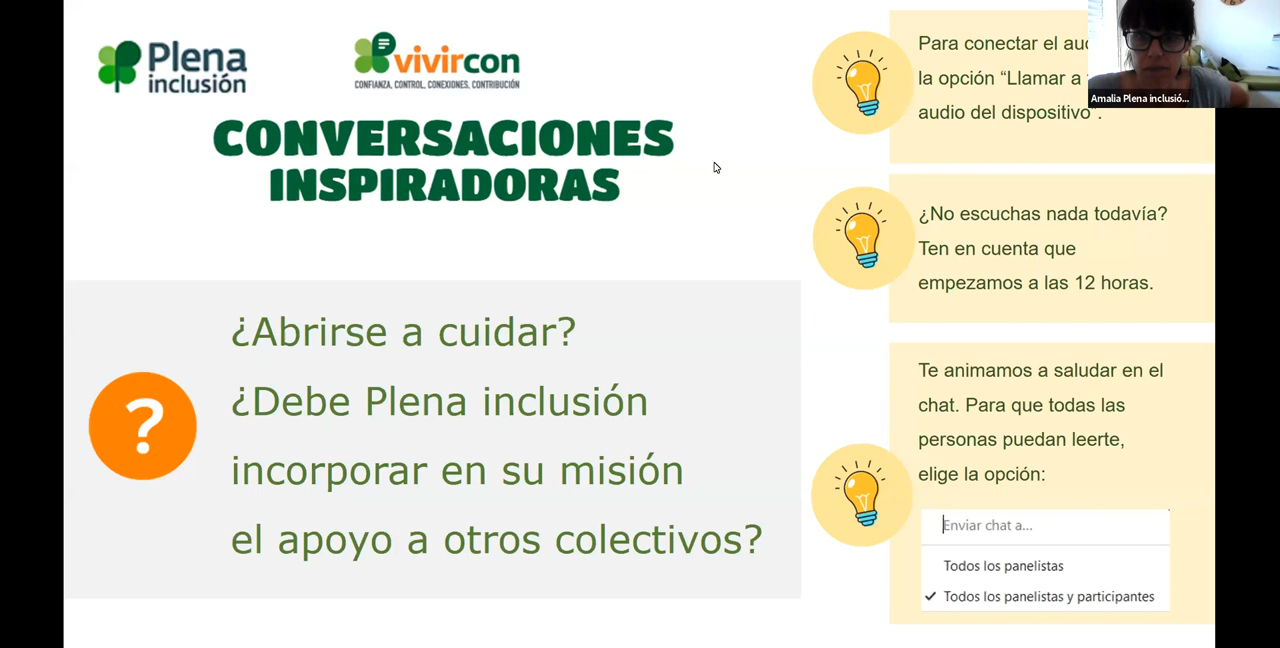 Plena
inclusión
vivircon
CONFIANZA, CONTROL, CONEXIONES, CONTRIBUCIÓN
CONVERSACIONES
INSPIRADORAS
?
¿Abrirse a cuidar?
¿Debe Plena inclusión
incorporar en su misión
el apoyo a otros colectivos?
Para conectar el
la opción “Llamar a
audio del dispositivo”.
Amalia Plena inclusió...
¿No escuchas nada todavía?
Ten en cuenta que
empezamos a las 12 horas.
Te animamos a saludar en el
chat. Para que todas las
personas puedan leerte,
elige la opción:
Enviar chat a...
Todos los panelistas
Todos los panelistas y participantes